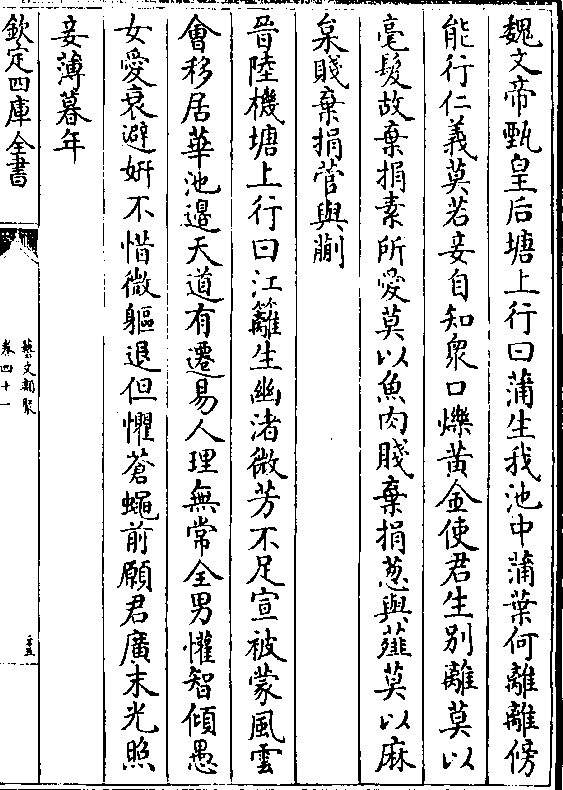 魏文帝甄皇后塘上行曰蒲生我池中蒲葉何離離傍
能行仁義莫若妾自知衆口爍黄金使君生别離莫以
毫髮故棄捐素所愛莫以魚肉賤棄捐葱與薤莫以麻
枲賤棄捐菅與蒯
晉陸機塘上行曰江蘺生幽渚微芳不足宣被蒙風雲
會移居華池邉天道有遷易人理無常全男懽智傾愚
女愛衰避妍不惜微軀退但懼蒼蠅前願君廣末光照
妾薄暮年
欽定四庫全書
藝文類聚
卷四十一